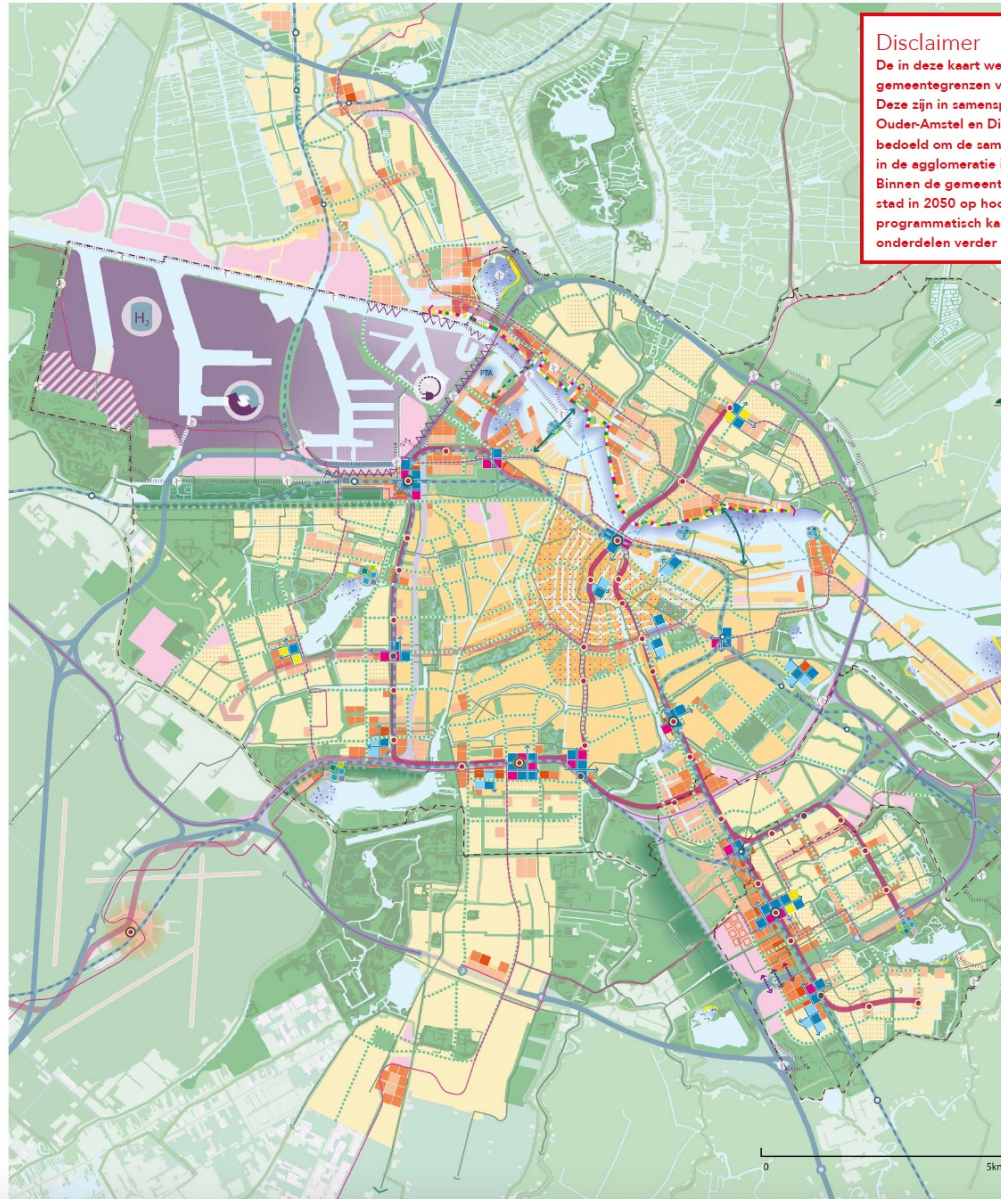 Disclaimer
De in deze kaart we
gemeentegrenzen v
Deze zijn in samensp
Ouder-Amstel en Di
bedoeld om de sam
in de agglomeratie
Binnen de gemeent
stad in 2050 op hoo
programmatisch ka
onderdelen verder
H₂
PTA
0 5km